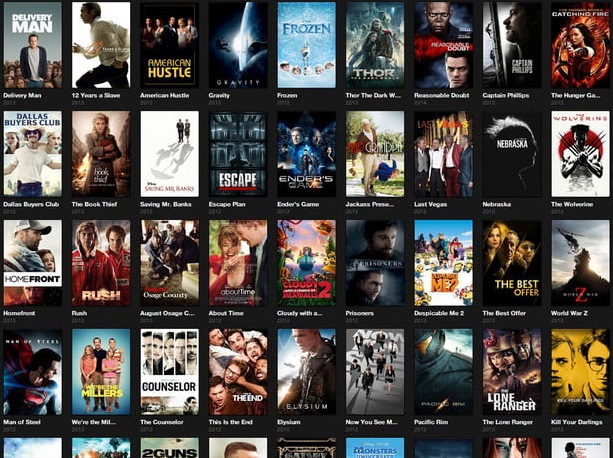 DELIVERY
MAN
AMERICAN
HUSTLE
GRAVITY
FROZEN
THOR
REASONABLE
DOUBT
CAPTAIN
PHILLIPS
CATCHING FIRE
Delivery Man
12 Years a Slave
American Hustle
Gravity
Frozen
Thor The Dark W...
Reasonable Doubt
Captain Phillips
The Hunger Ga...
2013
2013
2013
2013
2013
2013
2014
2013
2013
DALLAS
BUYERS CLUB
the
book
thief
SAVING MR. BANKS
ESCAPE
ENDER'S
GAME
GRANDPA
LAST VEGAS
NEBRASKA
WOLVERINE
Dallas Buyers Club
The Book Thief
Saving Mr. Banks
Escape Plan
Ender's Game
Jackass Prese...
Last Vegas
Nebraska
The Wolverine
2013
2013
2013
2013
2013
2013
2013
2013
2013
HOMEFRONT
RUSH
Osage County
about Time
CLOUDY
2
PRISONERS
ME2
THE BEST
OFFER
WORLD WAR
Z
Homefront
Rush
August Osage C...
About Time
Cloudy with a...
Prisoners
Despicable Me 2
The Best Offer
World War Z
2013
2013
2013
2013
2013
2013
2013
2013
2013
MAN OF STEEL
WE'RE THE
MILLERS
THE
COUNSELOR
THIS IS
THE END
ELYSIUM
PACIFIC RIM
THE
LONE
RANGER
KILL YOUR DARLINGS
Man of Steel
We're the Mil...
The Counselor
This Is the End
Elysium
Now You See M...
Pacific Rim
The Lone Ranger
Kill Your Darlings
2013
2013
2013
2013
2013
2013
2013
2013
2013
2GUNS
MONSTERS
UNIVERSITY